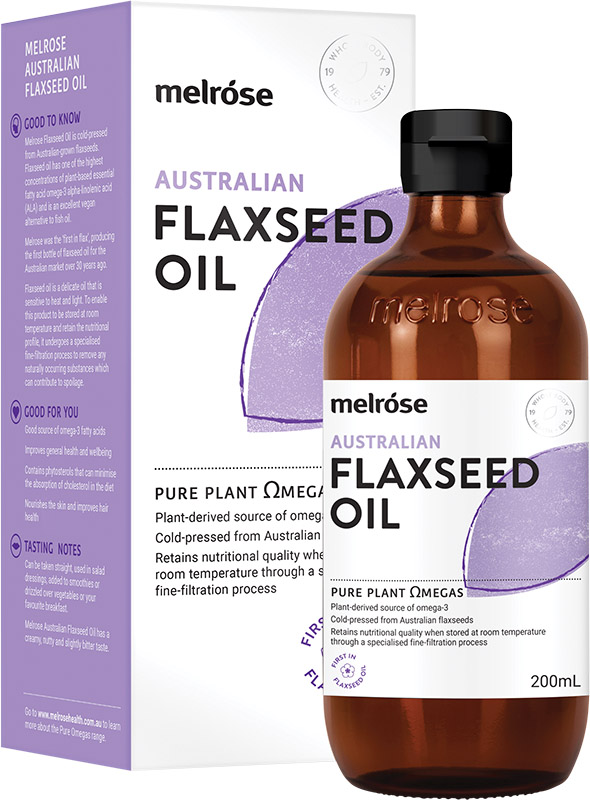 MELROSE
AUSTRALIAN
FLAXSEED OIL
GOOD TO KNOW
Melrose Flaxseed Oil is cold-pressed
from Australian-grown flaxseeds.
Flaxseed oil has one of the highest
concentrations of plant-based essential
fatty acid omega-3 alpha-linolenic acid
(ALA) and is an excellent vegan
alternative to fish oil.
Melrose was the 'first in flax', producing
the first bottle of flaxseed oil for the
Australian market over 30 years ago.
Flaxseed oil is a delicate oil that is
sensitive to heat and light. To enable
this product to be stored at room
temperature and retain the nutritional
profile, it undergoes a specialised
fine-filtration process to remove any
naturally occurring substances which
can contribute to spoilage.
GOOD FOR YOU
Good source of omega-3 fatty acids
Improves general health and wellbeing
Contains phytosterols that can minimise
the absorption of cholesterol in the diet
Nourishes the skin and improves hair
health
TASTING NOTES
Can be taken straight, used in salad
dressings, added to smoothies or
drizzled over vegetables or your
favourite breakfast.
Melrose Australian Flaxseed Oil has a
creamy, nutty and slightly bitter taste.
Go to www.melrosehealth.com.au to learn
more about the Pure Omegas range.
19 79
EST.
melróse
AUSTRALIAN
FLAXSEED
OIL
PURE PLANT ΩMEGA
Plant-derived source of omeg
Cold-pressed from Australian
Retains nutritional quality whe
room temperature through a s
fine-filtration process
FIRS
FLA
melrose
melróse
19 79
EST.
AUSTRALIAN
FLAXSEED
OIL
PURE PLANT ΩMEGAS
Plant-derived source of omega-3
Cold-pressed from Australian flaxseeds
Retains nutritional quality when stored at room temperature
through a specialised fine-filtration process
FIRST IN
FLAXSEED OIL
200mL